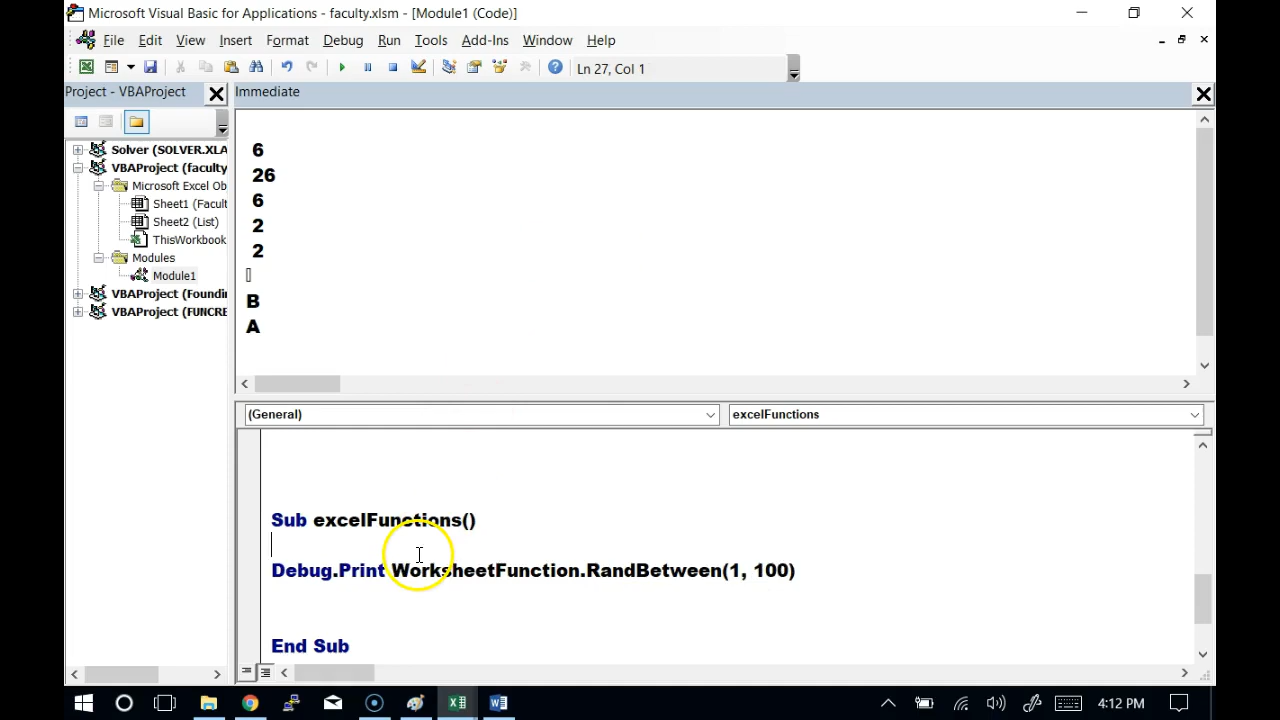 Microsoft Visual Basic for Applications - faculty.xlsm - [Module1 (Code)]
File Edit View Insert Format Debug Run Tools Add-Ins Window Help
Ln 27, Col 1
Project - VBAProject
Immediate
Solver (SOLVER.XLA
VBAProject (faculty
Microsoft Excel Ob
Sheet1 (Facult
Sheet2 (List)
ThisWorkbook
Modules
Module1
VBAProject (Foundin
VBAProject (FUNCRE
6
26
6
2
2
B
A
(General)
excelFunctions
Sub excelFunctions()
Debug.Print WorksheetFunction.RandBetween(1, 100)
End Sub
4:12 PM